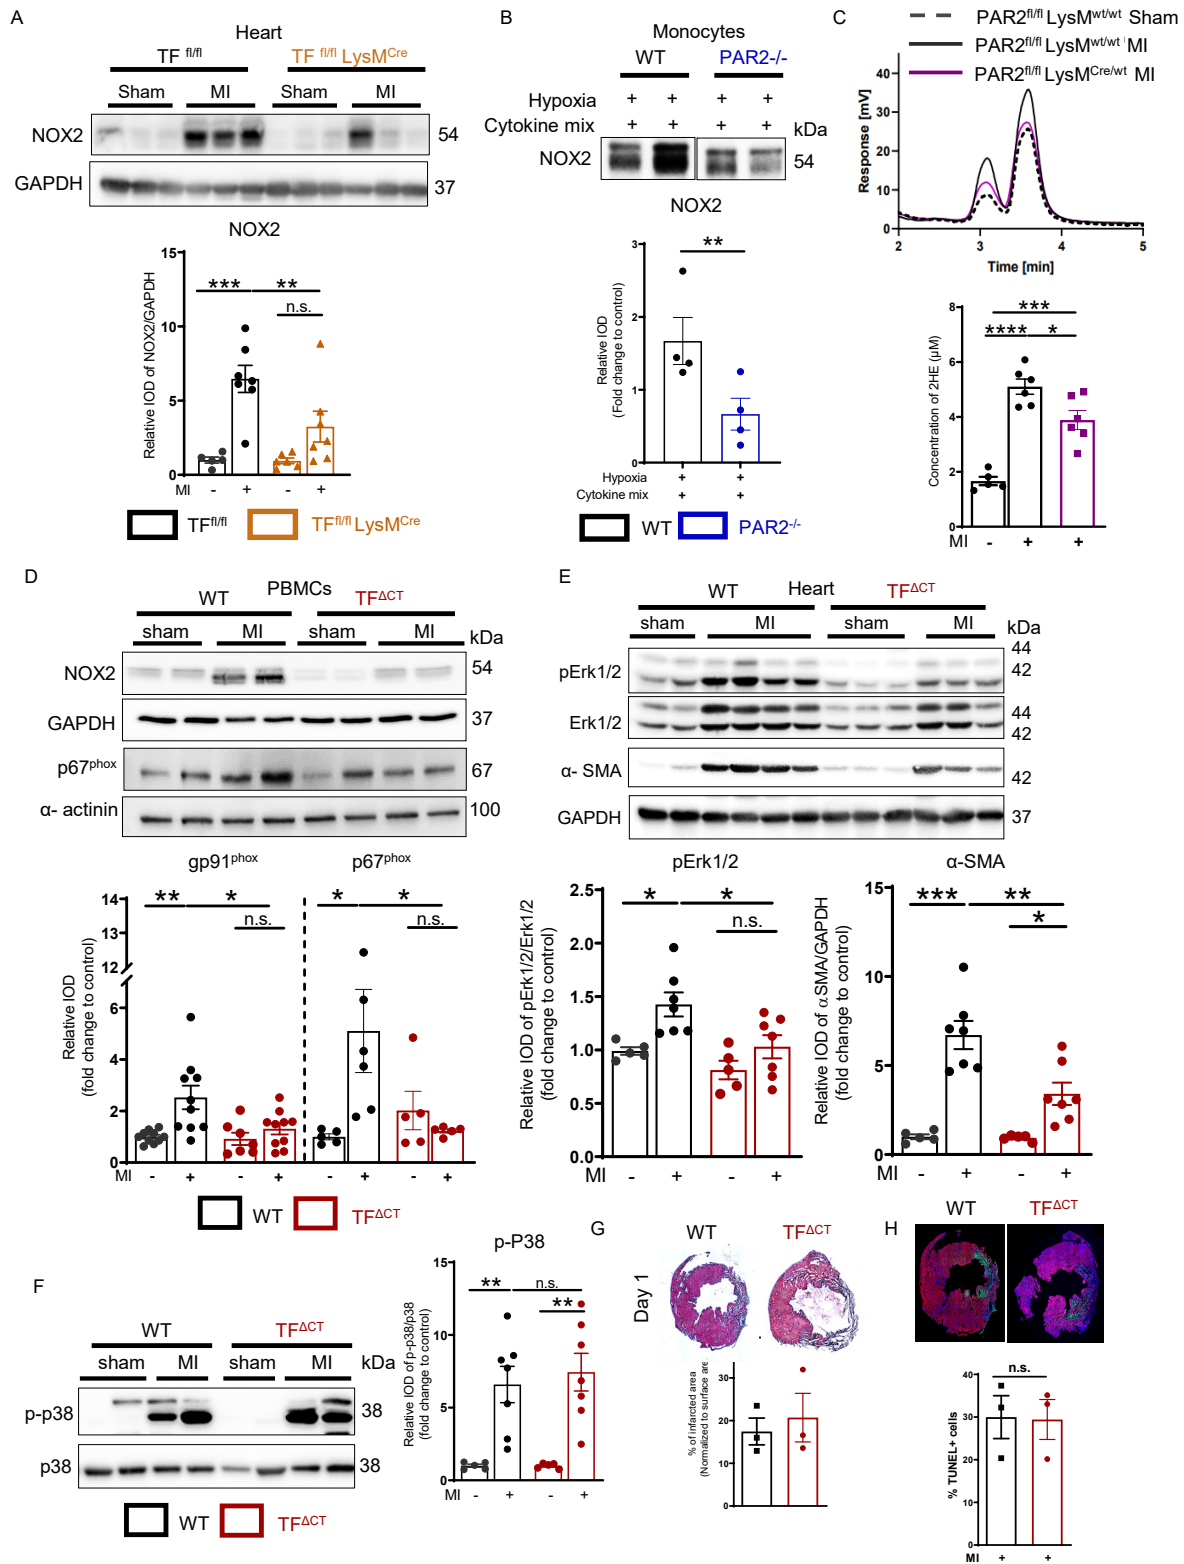 A
Heart
TF fl/fl
TF fl/fl LysMCre
Sham MI Sham MI
NOX2 54
GAPDH 37
NOX2
Relative IOD of NOX2/GAPDH
15
10
5
0
*** **
n.s.
MI - + - +
TFfl/fl TFfl/fl LysMCre
B
Monocytes
WT PAR2-/-
Hypoxia + + + +
Cytokine mix + + + + kDa
NOX2 54
NOX2
Relative IOD
(Fold change to control)
3
2
1
0
**
Hypoxia + +
Cytokine mix + +
WT PAR2-/-
C
PAR2fl/fl LysMwt/wt Sham
PAR2fl/fl LysMwt/wt MI
PAR2fl/fl LysMCre/wt MI
Response [mV]
40
30
20
10
0
2 3 4 5
Time [min]
Concentration of 2HE (µM)
8
6
4
2
0
***
**** *
MI - + +
D
PBMCs
WT TFΔCT
sham MI sham MI kDa
NOX2 54
GAPDH 37
p67phox 67
α- actinin 100
gp91phox p67phox
Relative IOD
(fold change to control)
14
13
12
6
4
2
0
** * * *
n.s. n.s.
MI - + - + - + - +
WT TFΔCT
E
Heart
WT TFΔCT
sham MI sham MI kDa
pErk1/2 44
42
Erk1/2 44
42
α- SMA 42
GAPDH 37
pErk1/2
Relative IOD of pErk1/2/Erk1/2
(fold change to control)
2.5
2.0
1.5
1.0
0.5
0.0
* *
n.s.
MI - + - +
α-SMA
Relative IOD of αSMA/GAPDH
(fold change to control)
15
10
5
0
*** **
*
MI - + - +
F
WT TFΔCT
sham MI sham MI kDa
p-p38 38
p38 38
WT TFΔCT
p-P38
Relative IOD of p-p38/p38
(fold change to control)
15
10
5
0
** n.s.
**
MI - + - +
G
WT TFΔCT
Day 1
% of infarcted area
(Normalized to surface are
40
20
0
H
WT TFΔCT
% TUNEL+ cells
40
30
20
10
0
n.s.
MI + +